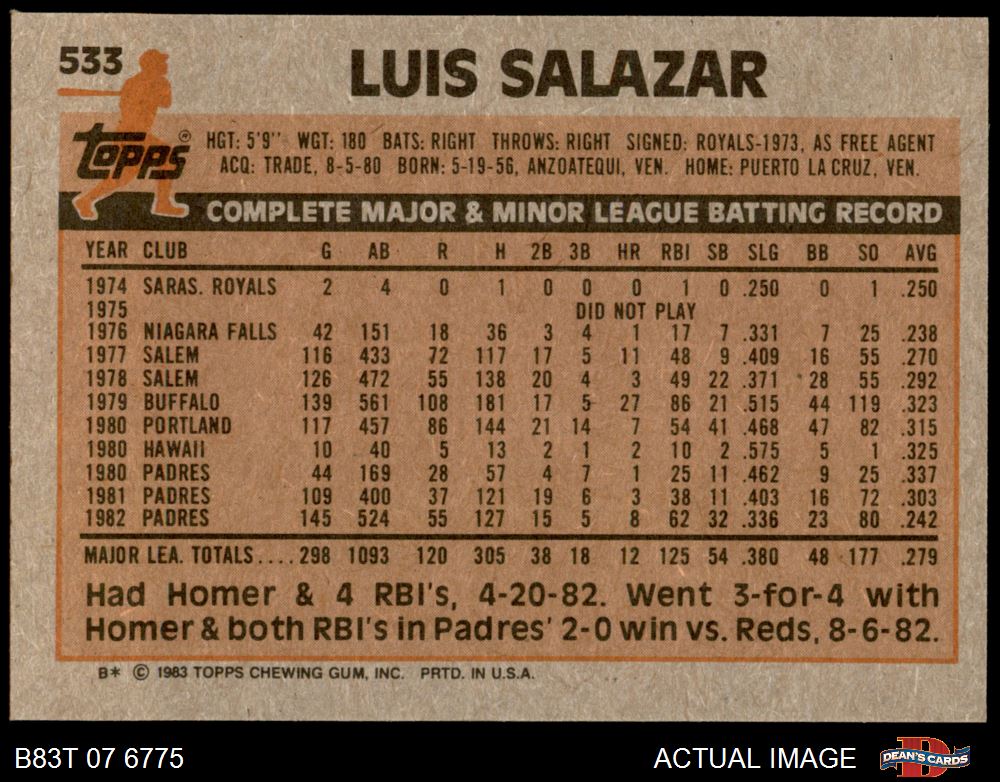 533
LUIS SALAZAR
TOPPS®
HGT: 5'9" WGT: 180 BATS: RIGHT THROWS: RIGHT SIGNED: ROYALS-1973, AS FREE AGENT
ACQ: TRADE, 8-5-80 BORN: 5-19-56, ANZOATEQUI, VEN. HOME: PUERTO LA CRUZ, VEN.
COMPLETE MAJOR & MINOR LEAGUE BATTING RECORD
YEAR CLUB G AB R H 2B 3B HR RBI SB SLG BB SO AVG
1974 SARAS. ROYALS 2 4 0 1 0 0 0 1 0 .250 0 1 .250
1975 DID NOT PLAY
1976 NIAGARA FALLS 42 151 18 36 3 4 1 17 7 .331 7 25 .238
1977 SALEM 116 433 72 117 17 5 11 48 9 .409 16 55 .270
1978 SALEM 126 472 55 138 20 4 3 49 22 .371 28 55 .292
1979 BUFFALO 139 561 108 181 17 5 27 86 21 .515 44 119 .323
1980 PORTLAND 117 457 86 144 21 14 7 54 41 .468 47 82 .315
1980 HAWAII 10 40 5 13 2 1 2 10 2 .575 5 1 .325
1980 PADRES 44 169 28 57 4 7 1 25 11 .462 9 25 .337
1981 PADRES 109 400 37 121 19 6 3 38 11 .403 16 72 .303
1982 PADRES 145 524 55 127 15 5 8 62 32 .336 23 80 .242
MAJOR LEA. TOTALS.... 298 1093 120 305 38 18 12 125 54 .380 48 177 .279
Had Homer & 4 RBI's, 4-20-82. Went 3-for-4 with
Homer & both RBI's in Padres' 2-0 win vs. Reds, 8-6-82.
B* © 1983 TOPPS CHEWING GUM, INC. PRTD. IN U.S.A.
B83T 07 6775 ACTUAL IMAGE DEAN'S CARDS